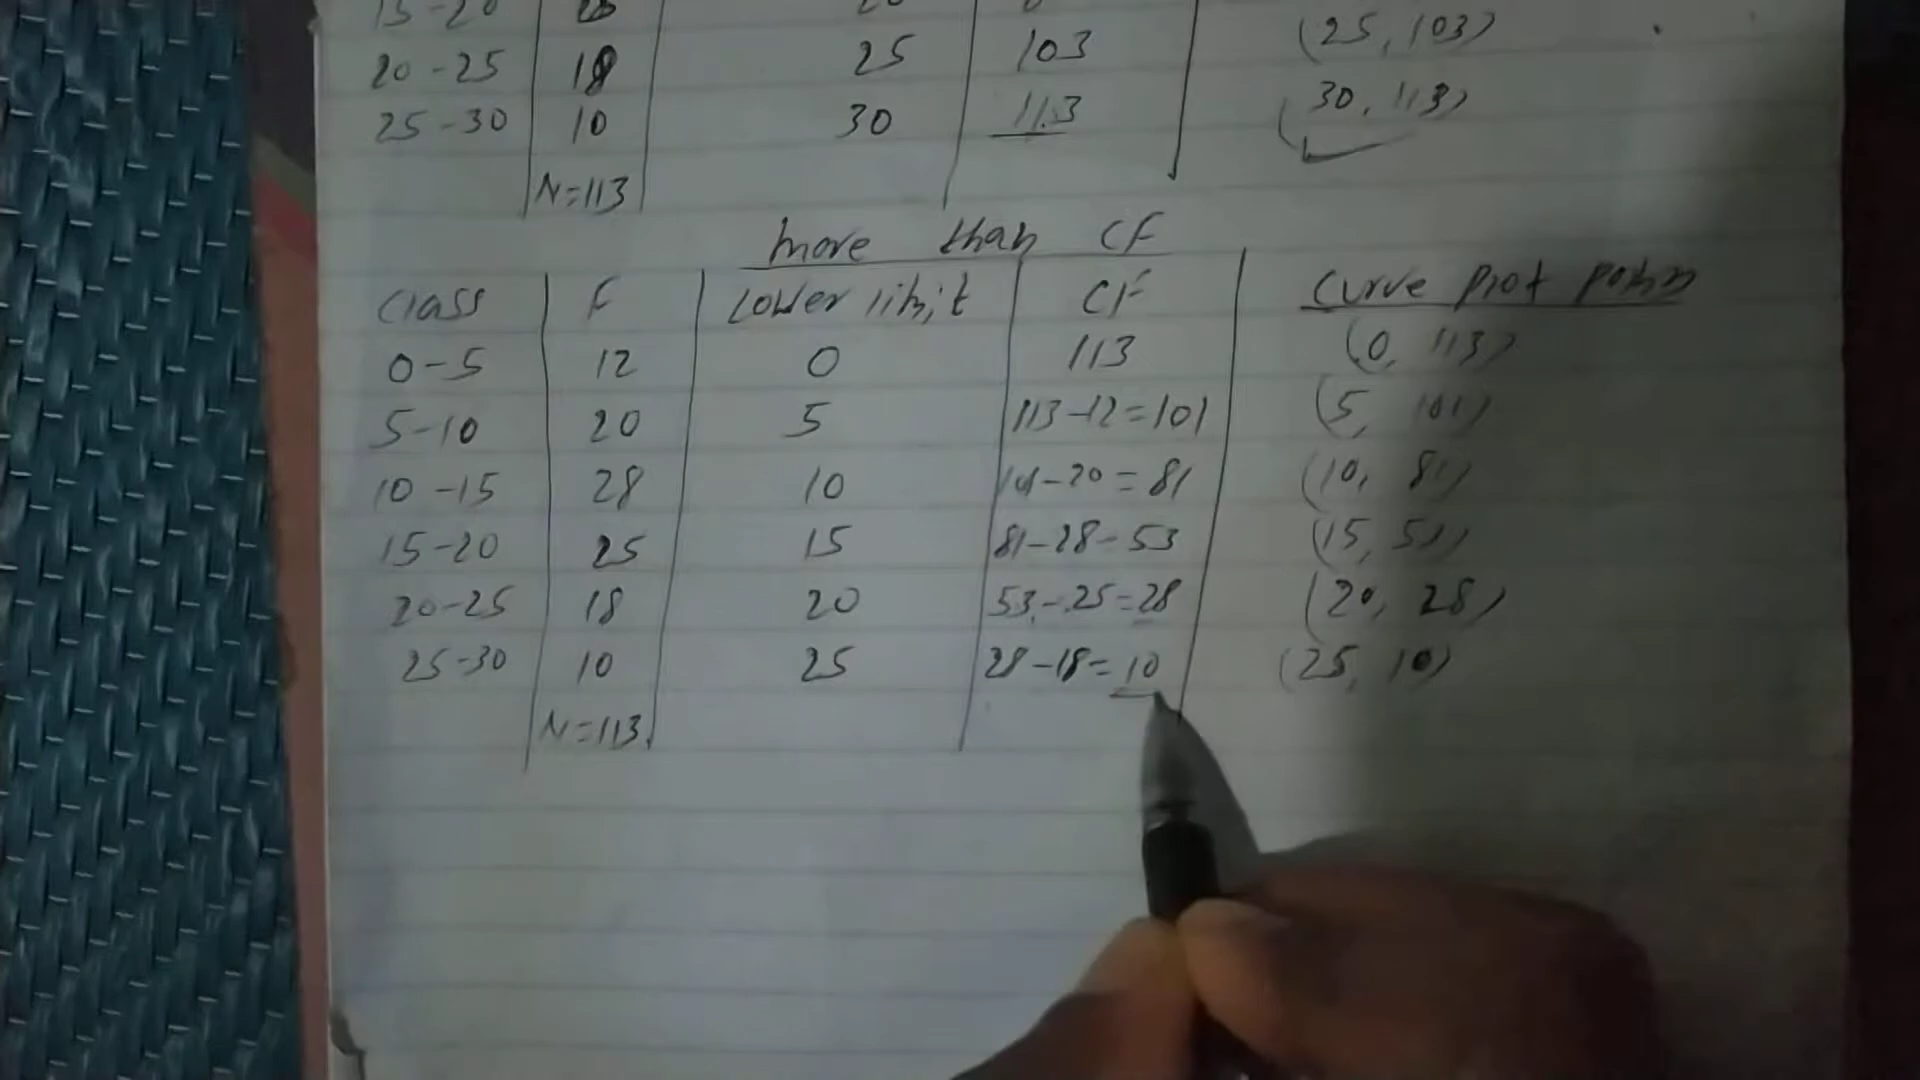 15-20 25 20
20-25 18 25 103 (25, 103)
25-30 10 30 113 (30, 113)
N=113
more than CF
Class F Lower limit CF Curve Plot Points
0-5 12 0 113 (0, 113)
5-10 20 5 113-12=101 (5, 101)
10-15 28 10 101-20=81 (10, 81)
15-20 25 15 81-28=53 (15, 53)
20-25 18 20 53-25=28 (20, 28)
25-30 10 25 28-18=10 (25, 10)
N=113